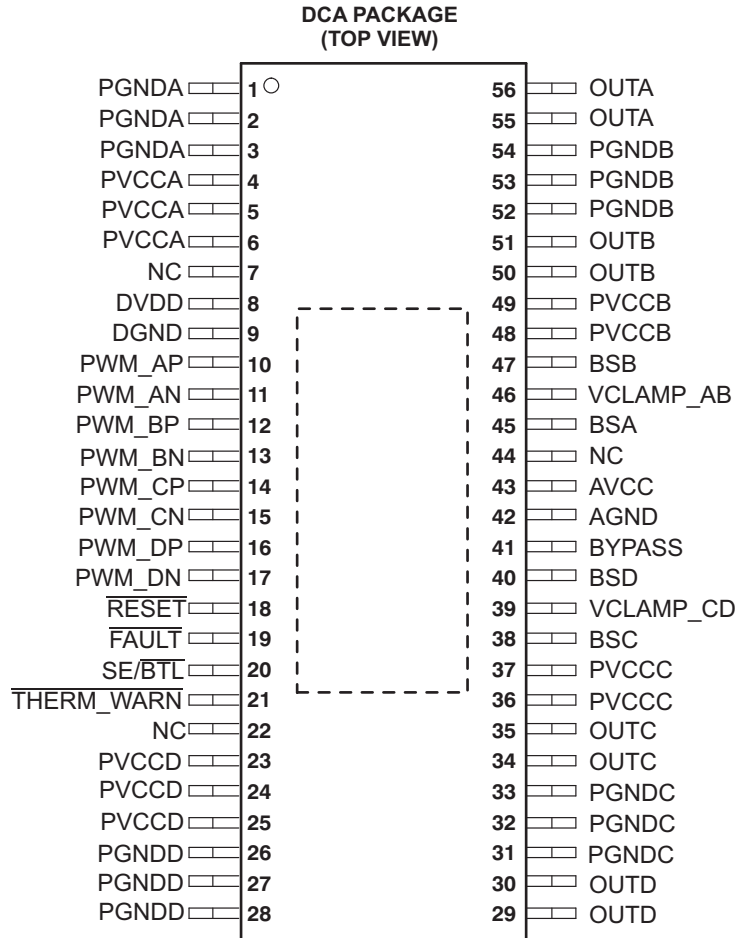 DCA PACKAGE
(TOP VIEW)
PGNDA 1 56 OUTA
PGNDA 2 55 OUTA
PGNDA 3 54 PGNDB
PVCCA 4 53 PGNDB
PVCCA 5 52 PGNDB
PVCCA 6 51 OUTB
NC 7 50 OUTB
DVDD 8 49 PVCCB
DGND 9 48 PVCCB
PWM_AP 10 47 BSB
PWM_AN 11 46 VCLAMP_AB
PWM_BP 12 45 BSA
PWM_BN 13 44 NC
PWM_CP 14 43 AVCC
PWM_CN 15 42 AGND
PWM_DP 16 41 BYPASS
PWM_DN 17 40 BSD
RESET 18 39 VCLAMP_CD
FAULT 19 38 BSC
SE/BTL 20 37 PVCCC
THERM_WARN 21 36 PVCCC
NC 22 35 OUTC
PVCCD 23 34 OUTC
PVCCD 24 33 PGNDC
PVCCD 25 32 PGNDC
PGNDD 26 31 PGNDC
PGNDD 27 30 OUTD
PGNDD 28 29 OUTD